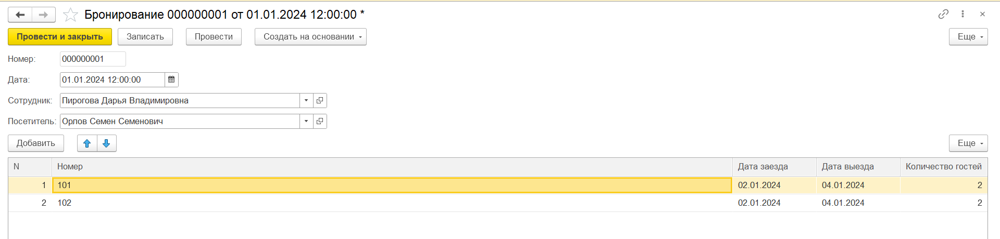 Бронирование 000000001 от 01.01.2024 12:00:00 *
Провести и закрыть Записать Провести Создать на основании Еще
Номер: 000000001
Дата: 01.01.2024 12:00:00
Сотрудник: Пирогова Дарья Владимировна
Посетитель: Орлов Семен Семенович
Добавить Еще
N Номер Дата заезда Дата выезда Количество гостей
1 101 02.01.2024 04.01.2024 2
2 102 02.01.2024 04.01.2024 2